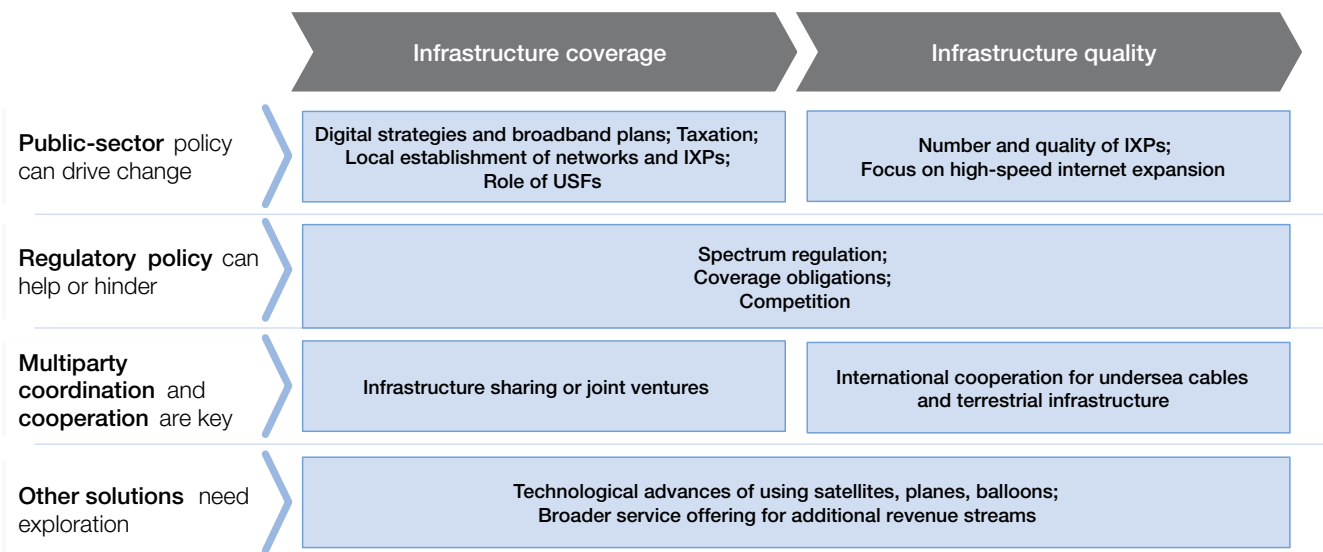 Infrastructure coverage
Infrastructure quality
Public-sector policy
can drive change
Digital strategies and broadband plans; Taxation;
Local establishment of networks and IXPs;
Role of USFs
Number and quality of IXPs;
Focus on high-speed internet expansion
Regulatory policy can
help or hinder
Spectrum regulation;
Coverage obligations;
Competition
Multiparty
coordination and
cooperation are key
Infrastructure sharing or joint ventures
International cooperation for undersea cables
and terrestrial infrastructure
Other solutions need
exploration
Technological advances of using satellites, planes, balloons;
Broader service offering for additional revenue streams